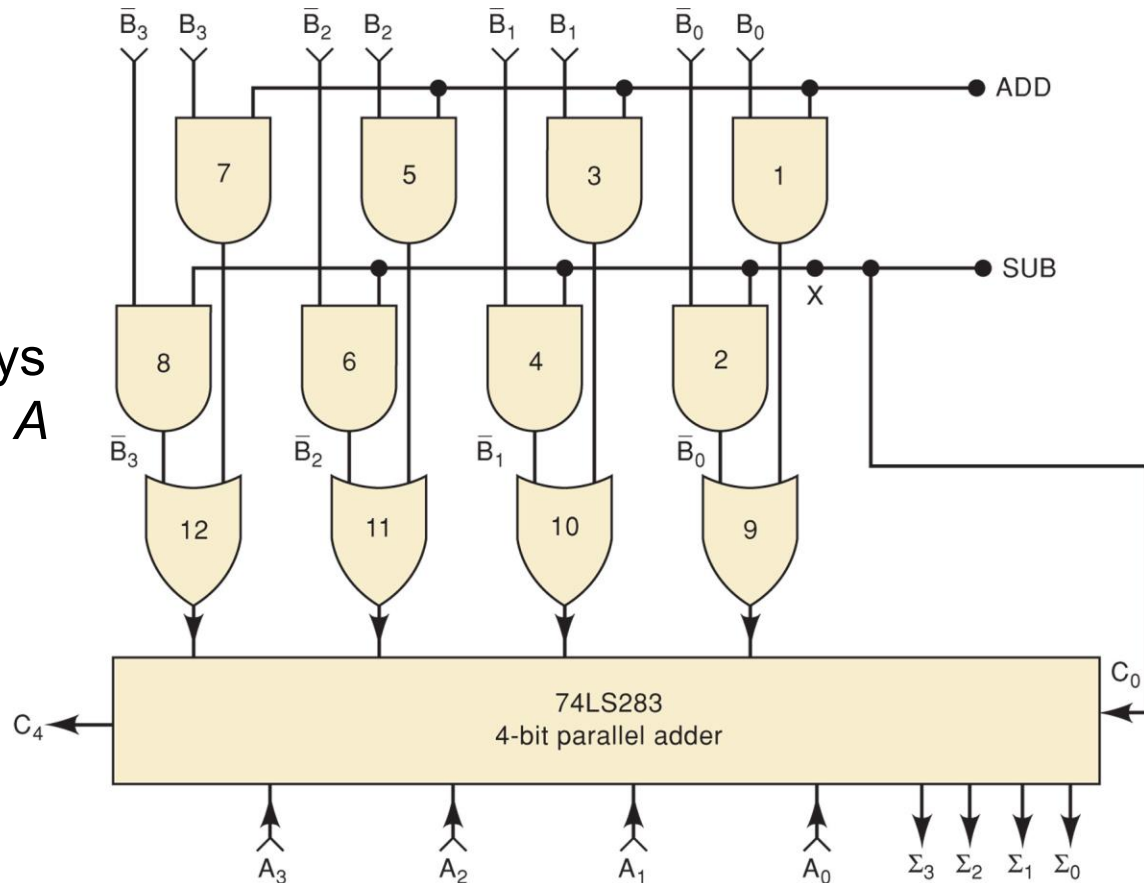 B̅₃ B₃ B̅₂ B₂ B̅₁ B₁ B̅₀ B₀
ADD
7 5 3 1
SUB
X
ys
8 6 4 2
A
B̅₃ B̅₂ B̅₁ B̅₀
12 11 10 9
C₀
74LS283
C₄
4-bit parallel adder
A₃ A₂ A₁ A₀ Σ₃ Σ₂ Σ₁ Σ₀